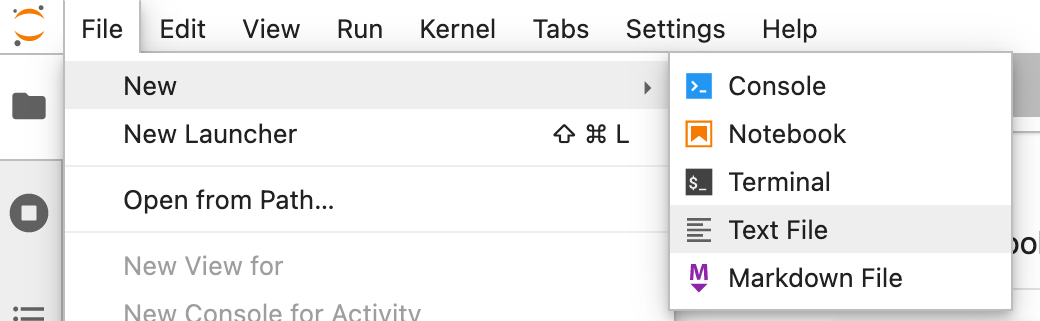 File Edit View Run Kernel Tabs Settings Help
New
New Launcher ⇧ ⌘ L
Open from Path...
New View for
New Console for Activity
Console
Notebook
Terminal
Text File
Markdown File